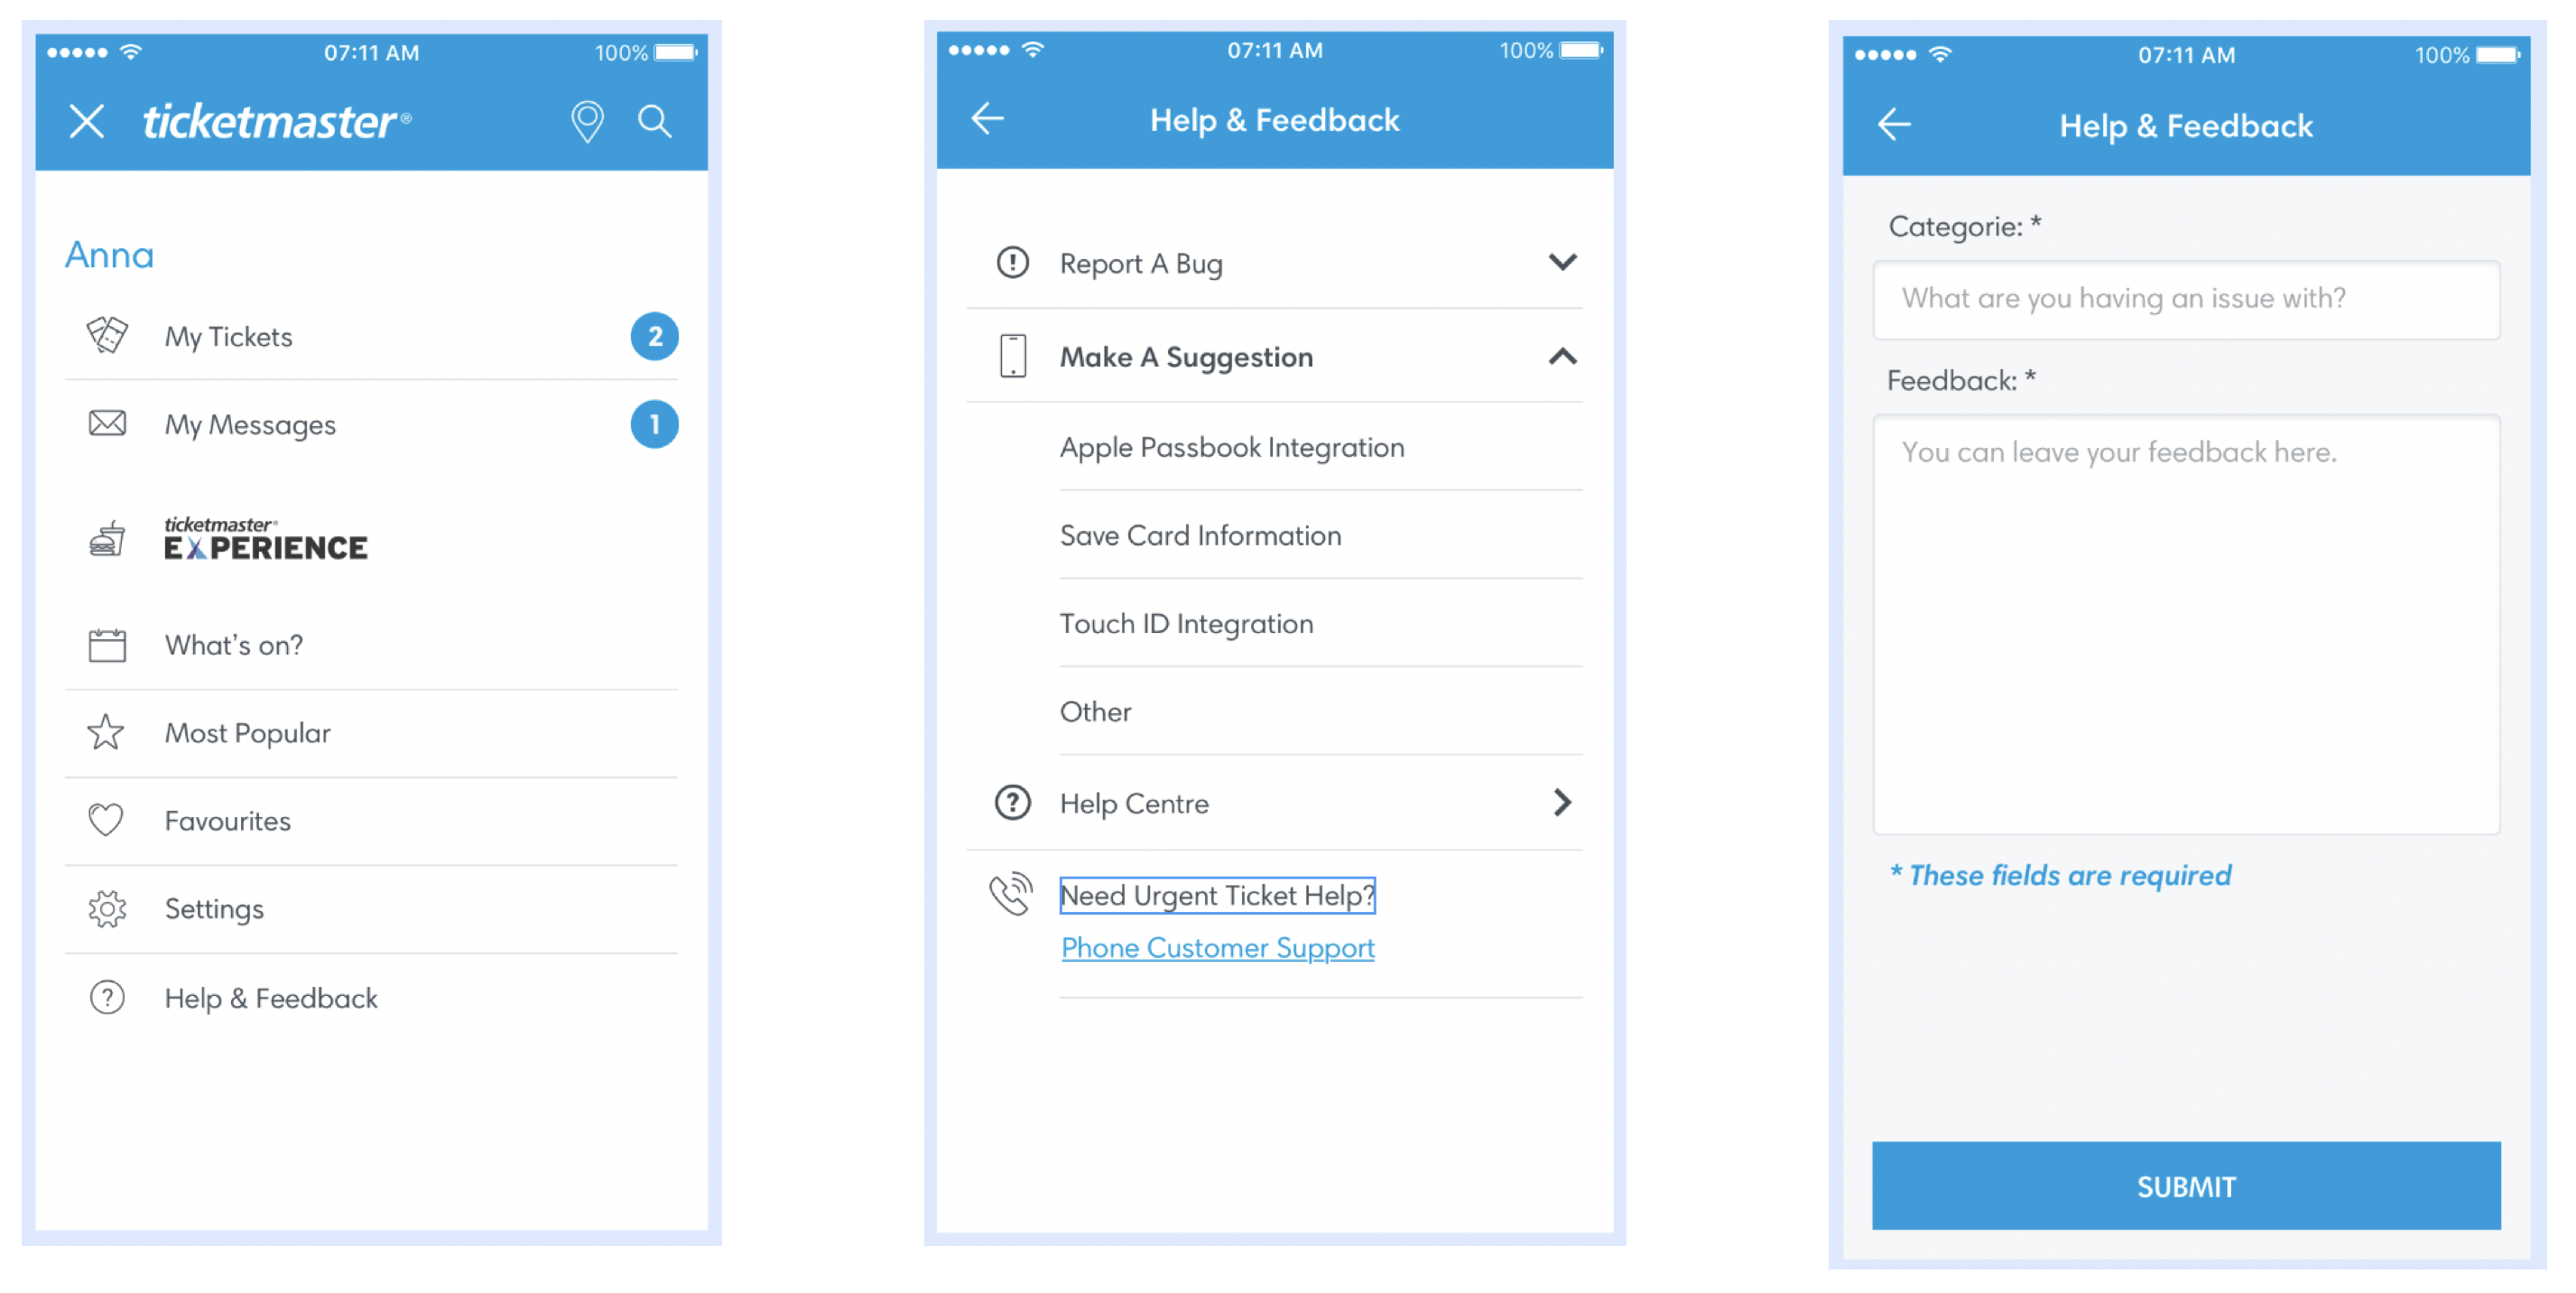 07:11 AM 100%
ticketmaster®
Anna
My Tickets 2
My Messages 1
ticketmaster®
EXPERIENCE
What's on?
Most Popular
Favourites
Settings
Help & Feedback
07:11 AM 100%
Help & Feedback
Report A Bug
Make A Suggestion
Apple Passbook Integration
Save Card Information
Touch ID Integration
Other
Help Centre
Need Urgent Ticket Help?
Phone Customer Support
07:11 AM 100%
Help & Feedback
Categorie: *
What are you having an issue with?
Feedback: *
You can leave your feedback here.
* These fields are required
SUBMIT